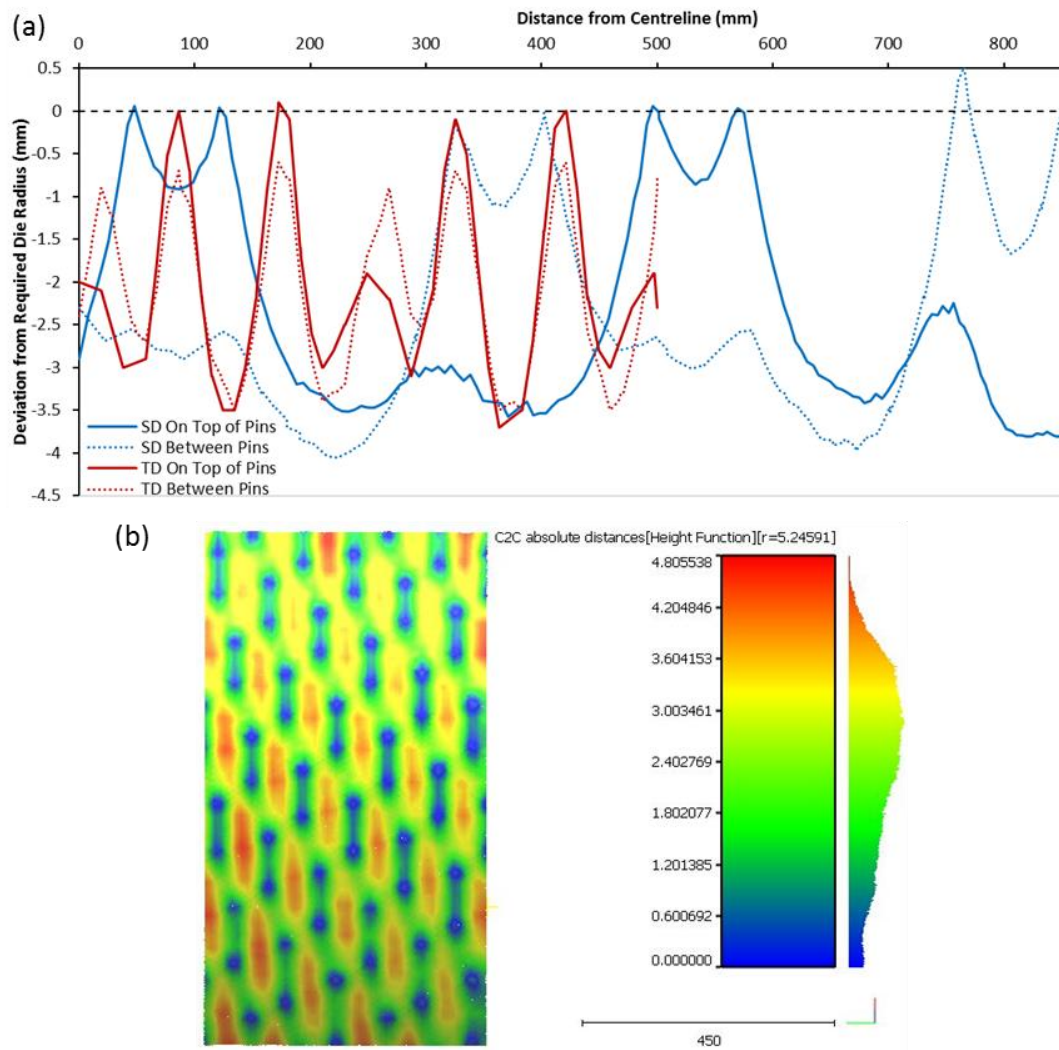 (a)
Distance from Centreline (mm)
0 100 200 300 400 500 600 700 800
Deviation from Required Die Radius (mm)
0.5
0
-0.5
-1
-1.5
-2
-2.5
-3
-3.5
-4
-4.5
SD On Top of Pins
SD Between Pins
TD On Top of Pins
TD Between Pins
(b)
C2C absolute distances[Height Function][r=5.24591]
4.805538
4.204846
3.604153
3.003461
2.402769
1.802077
1.201385
0.600692
0.000000
450